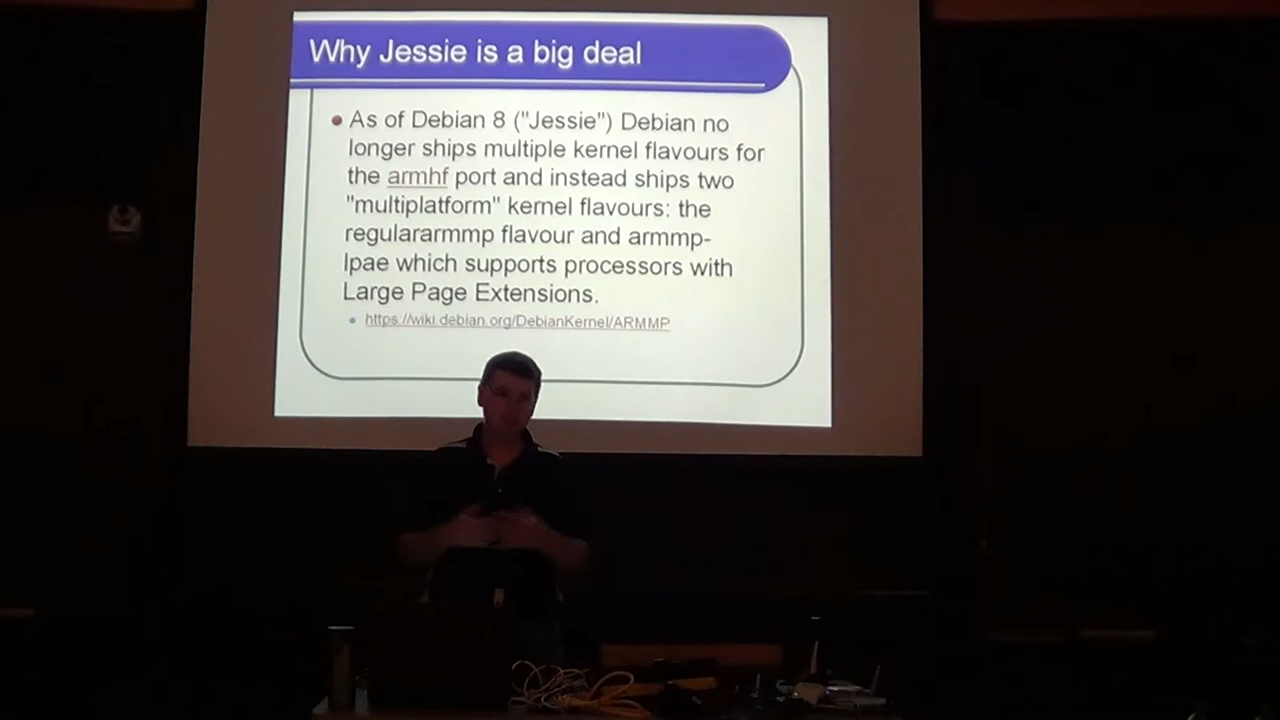 Why Jessie is a big deal
As of Debian 8 ("Jessie") Debian no
longer ships multiple kernel flavours for
the armhf port and instead ships two
"multiplatform" kernel flavours: the
regulararmmp flavour and armmp-
lpae which supports processors with
Large Page Extensions.
https://wiki.debian.org/DebianKernel/ARMMP